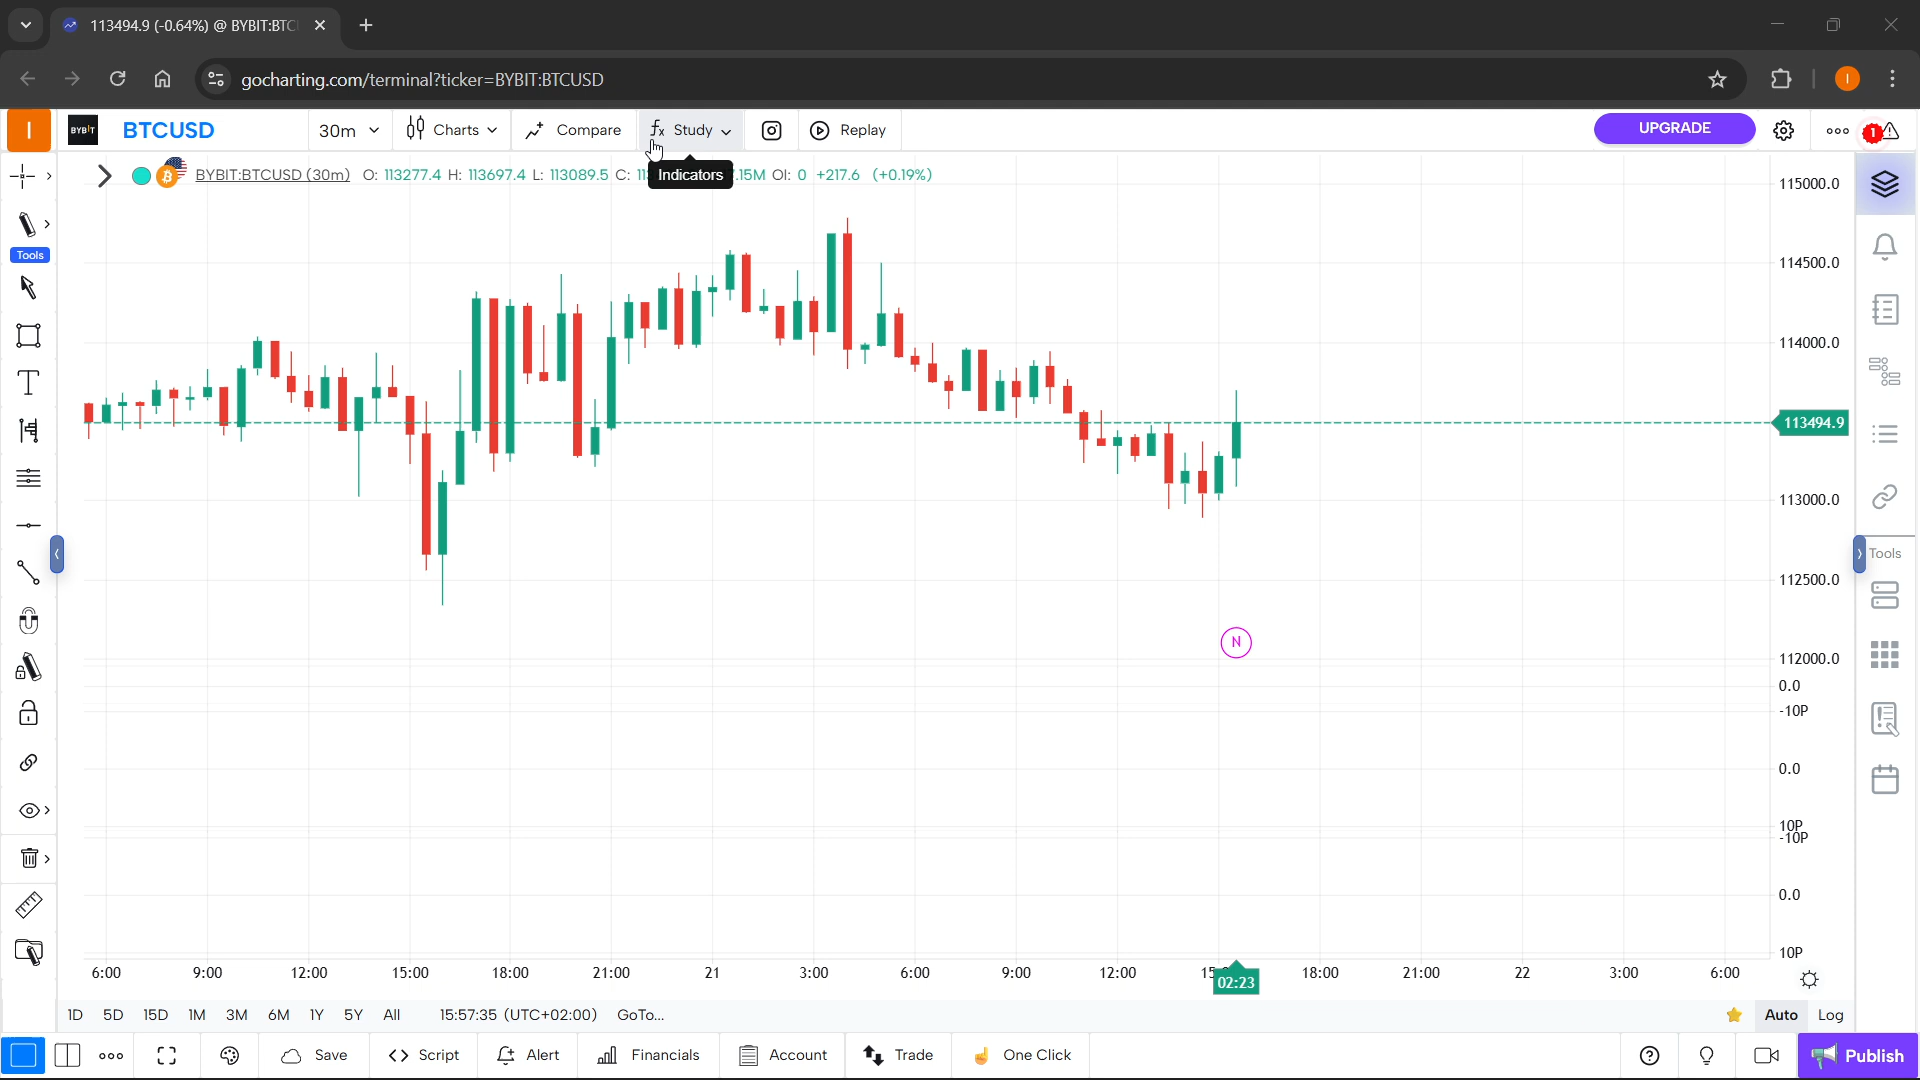 113494.9 (-0.64%) @ BYBIT:BTC
gocharting.com/terminal?ticker=BYBIT:BTCUSD
I
I
BYBIT
BTCUSD
30m
Charts
Compare
fx Study
Replay
UPGRADE
1
BYBIT:BTCUSD (30m) O: 113277.4 H: 113697.4 L: 113089.5 C: 11
.15M OI: 0 +217.6 (+0.19%)
Indicators
Tools
115000.0
114500.0
114000.0
113494.9
113000.0
112500.0
112000.0
0.0
-10P
0.0
10P
-10P
0.0
10P
N
Tools
6:00 9:00 12:00 15:00 18:00 21:00 21 3:00 6:00 9:00 12:00 15 18:00 21:00 22 3:00 6:00
02:23
1D 5D 15D 1M 3M 6M 1Y 5Y All 15:57:35 (UTC+02:00) GoTo... Auto Log
Save
Script
Alert
Financials
Account
Trade
One Click
Publish